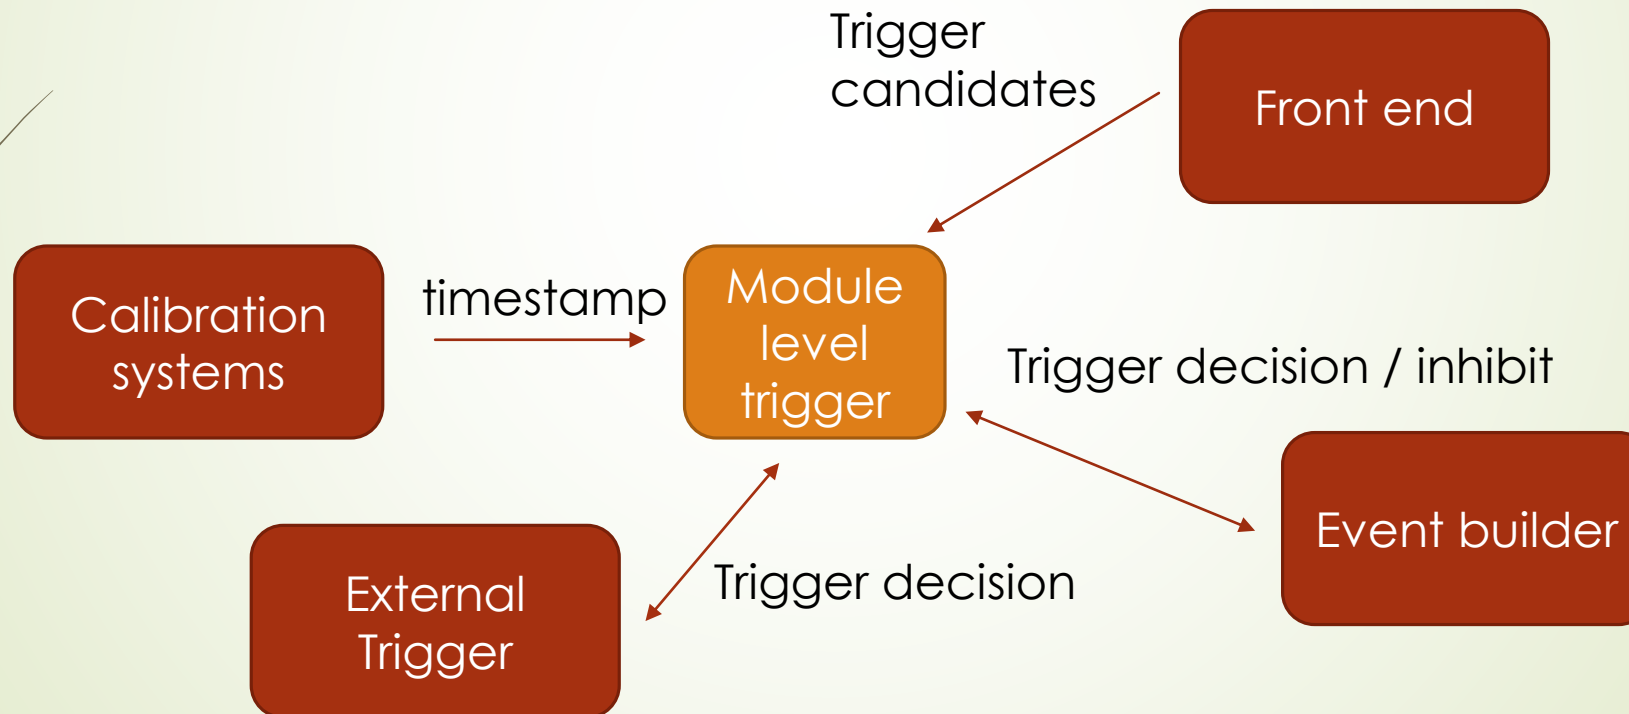 Trigger
candidates
Front end
Calibration
systems
timestamp
Module
level
trigger
Trigger decision / inhibit
Event builder
External
Trigger
Trigger decision